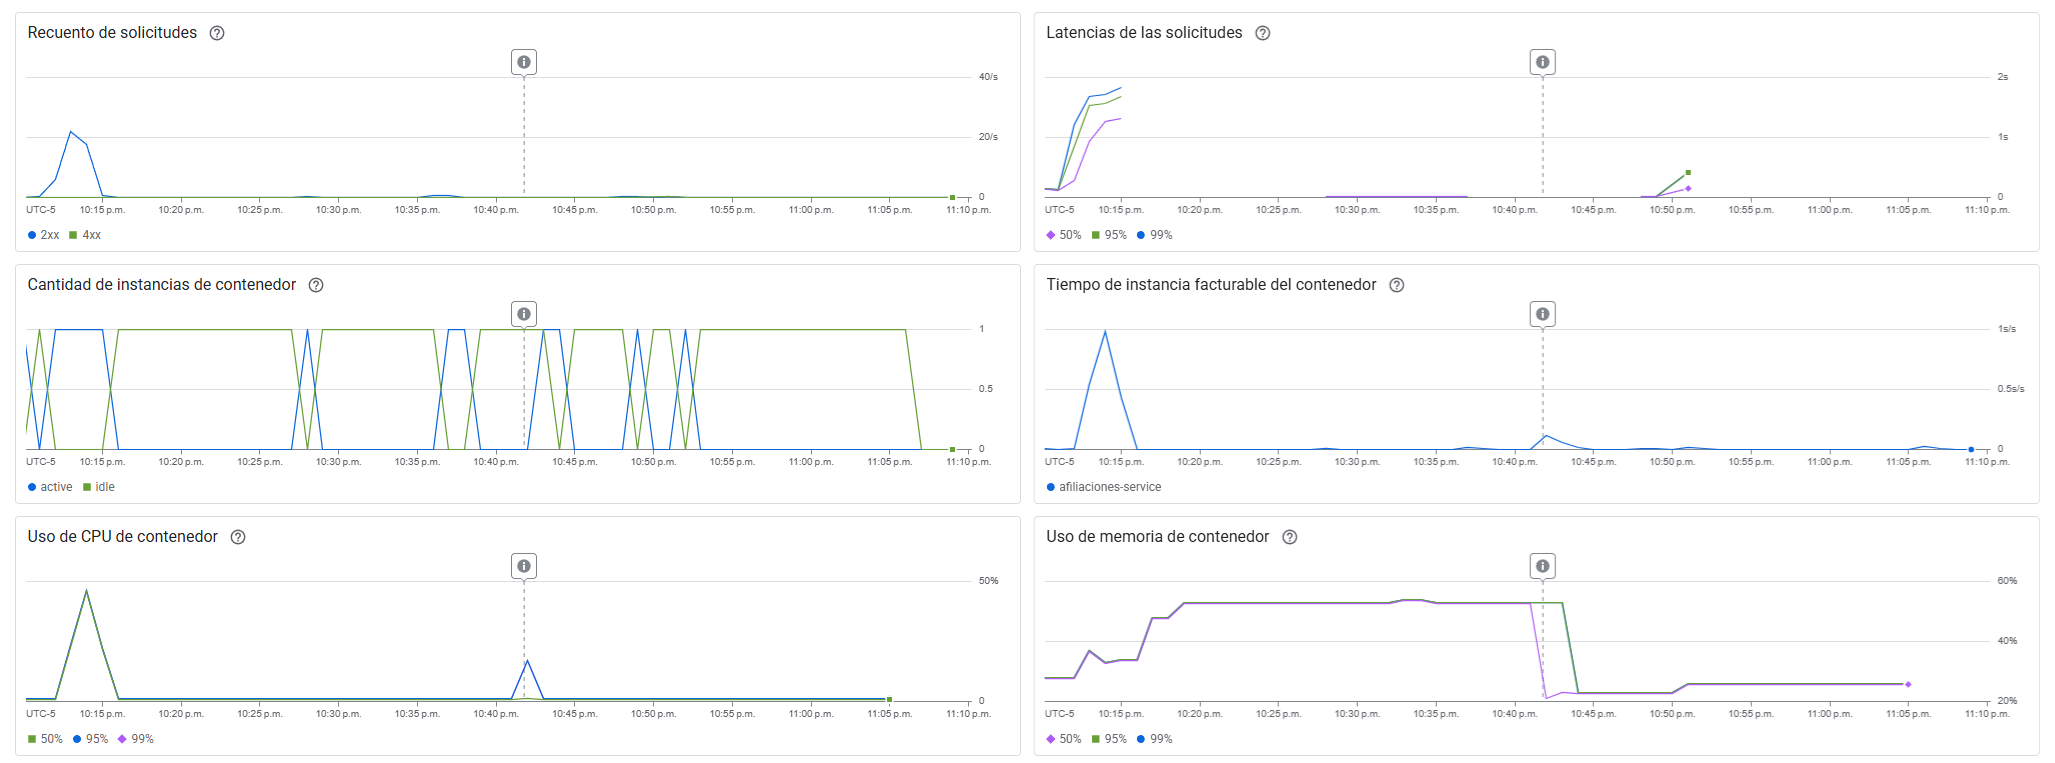 Recuento de solicitudes
40/s
20/s
0
UTC-5 10:15 p.m. 10:20 p.m. 10:25 p.m. 10:30 p.m. 10:35 p.m. 10:40 p.m. 10:45 p.m. 10:50 p.m. 10:55 p.m. 11:00 p.m. 11:05 p.m. 11:10 p.m.
2xx 4xx
Latencias de las solicitudes
2s
1s
0
UTC-5 10:15 p.m. 10:20 p.m. 10:25 p.m. 10:30 p.m. 10:35 p.m. 10:40 p.m. 10:45 p.m. 10:50 p.m. 10:55 p.m. 11:00 p.m. 11:05 p.m. 11:10 p.m.
50% 95% 99%
Cantidad de instancias de contenedor
1
0.5
0
UTC-5 10:15 p.m. 10:20 p.m. 10:25 p.m. 10:30 p.m. 10:35 p.m. 10:40 p.m. 10:45 p.m. 10:50 p.m. 10:55 p.m. 11:00 p.m. 11:05 p.m. 11:10 p.m.
active idle
Tiempo de instancia facturable del contenedor
1s/s
0.5s/s
0
UTC-5 10:15 p.m. 10:20 p.m. 10:25 p.m. 10:30 p.m. 10:35 p.m. 10:40 p.m. 10:45 p.m. 10:50 p.m. 10:55 p.m. 11:00 p.m. 11:05 p.m. 11:10 p.m.
afiliaciones-service
Uso de CPU de contenedor
50%
0
UTC-5 10:15 p.m. 10:20 p.m. 10:25 p.m. 10:30 p.m. 10:35 p.m. 10:40 p.m. 10:45 p.m. 10:50 p.m. 10:55 p.m. 11:00 p.m. 11:05 p.m. 11:10 p.m.
50% 95% 99%
Uso de memoria de contenedor
60%
40%
20%
UTC-5 10:15 p.m. 10:20 p.m. 10:25 p.m. 10:30 p.m. 10:35 p.m. 10:40 p.m. 10:45 p.m. 10:50 p.m. 10:55 p.m. 11:00 p.m. 11:05 p.m. 11:10 p.m.
50% 95% 99%